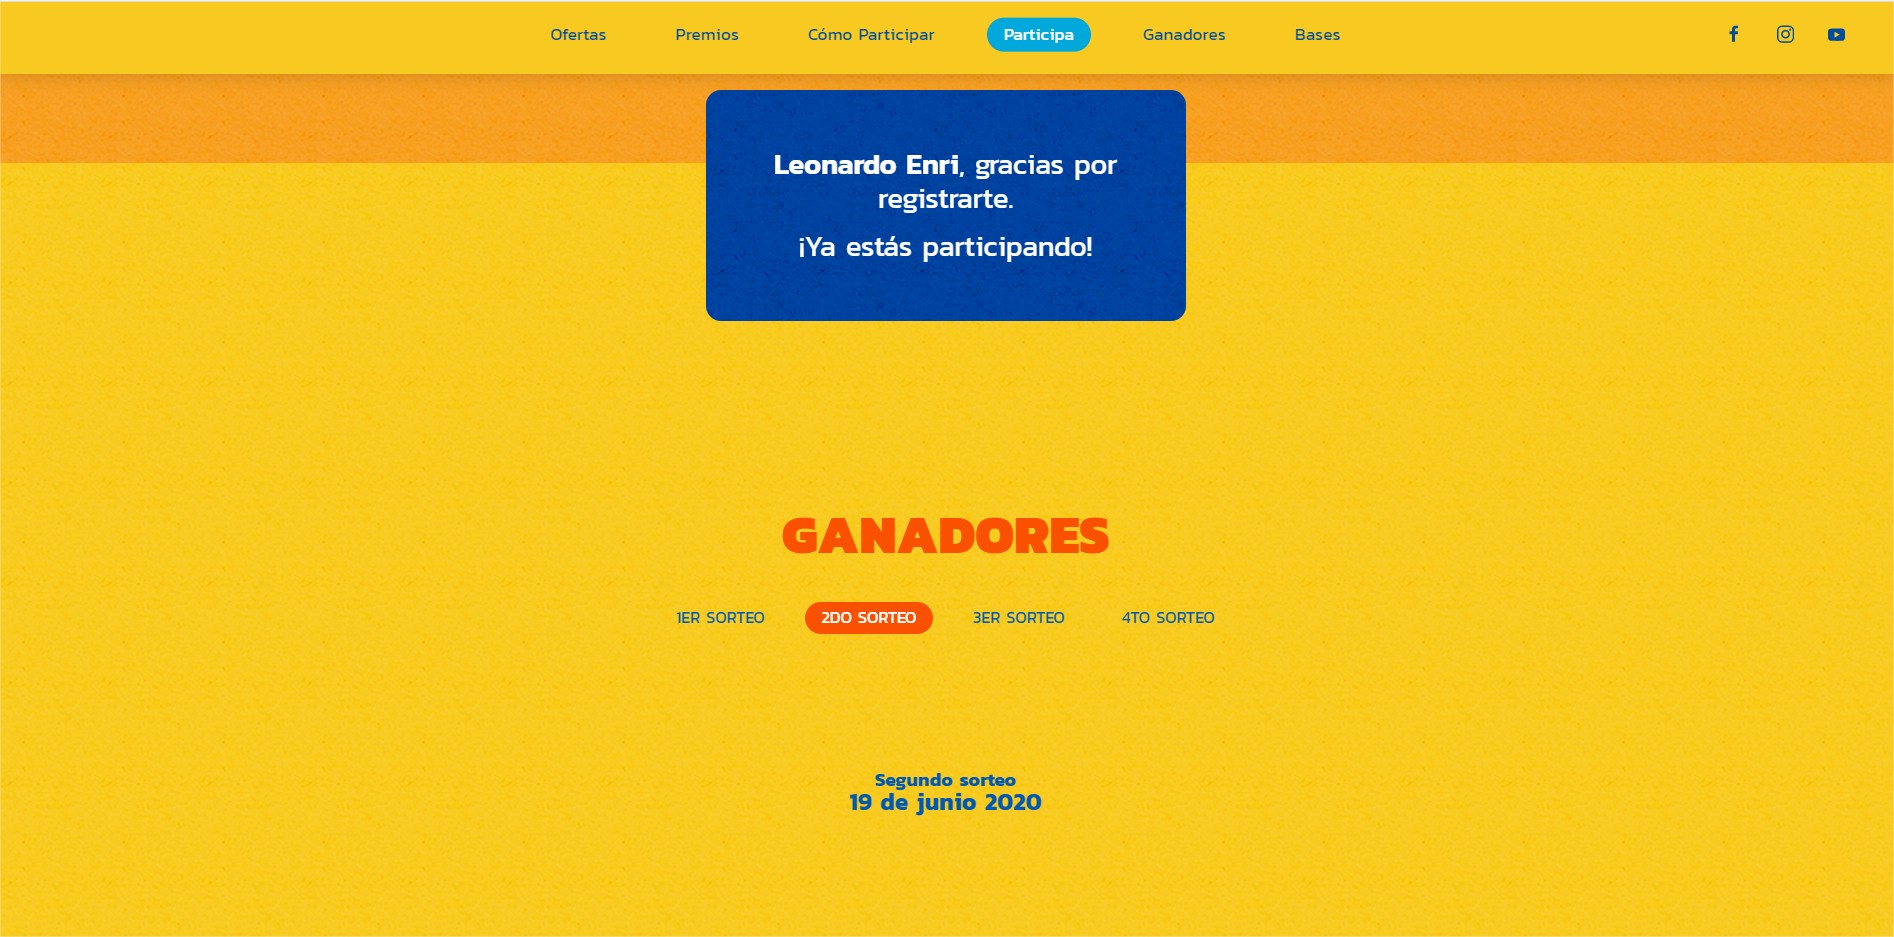 Ofertas Premios Cómo Participar Participa Ganadores Bases
Leonardo Enri, gracias por
registrarte.
¡Ya estás participando!
GANADORES
1ER SORTEO 2DO SORTEO 3ER SORTEO 4TO SORTEO
Segundo sorteo
19 de junio 2020